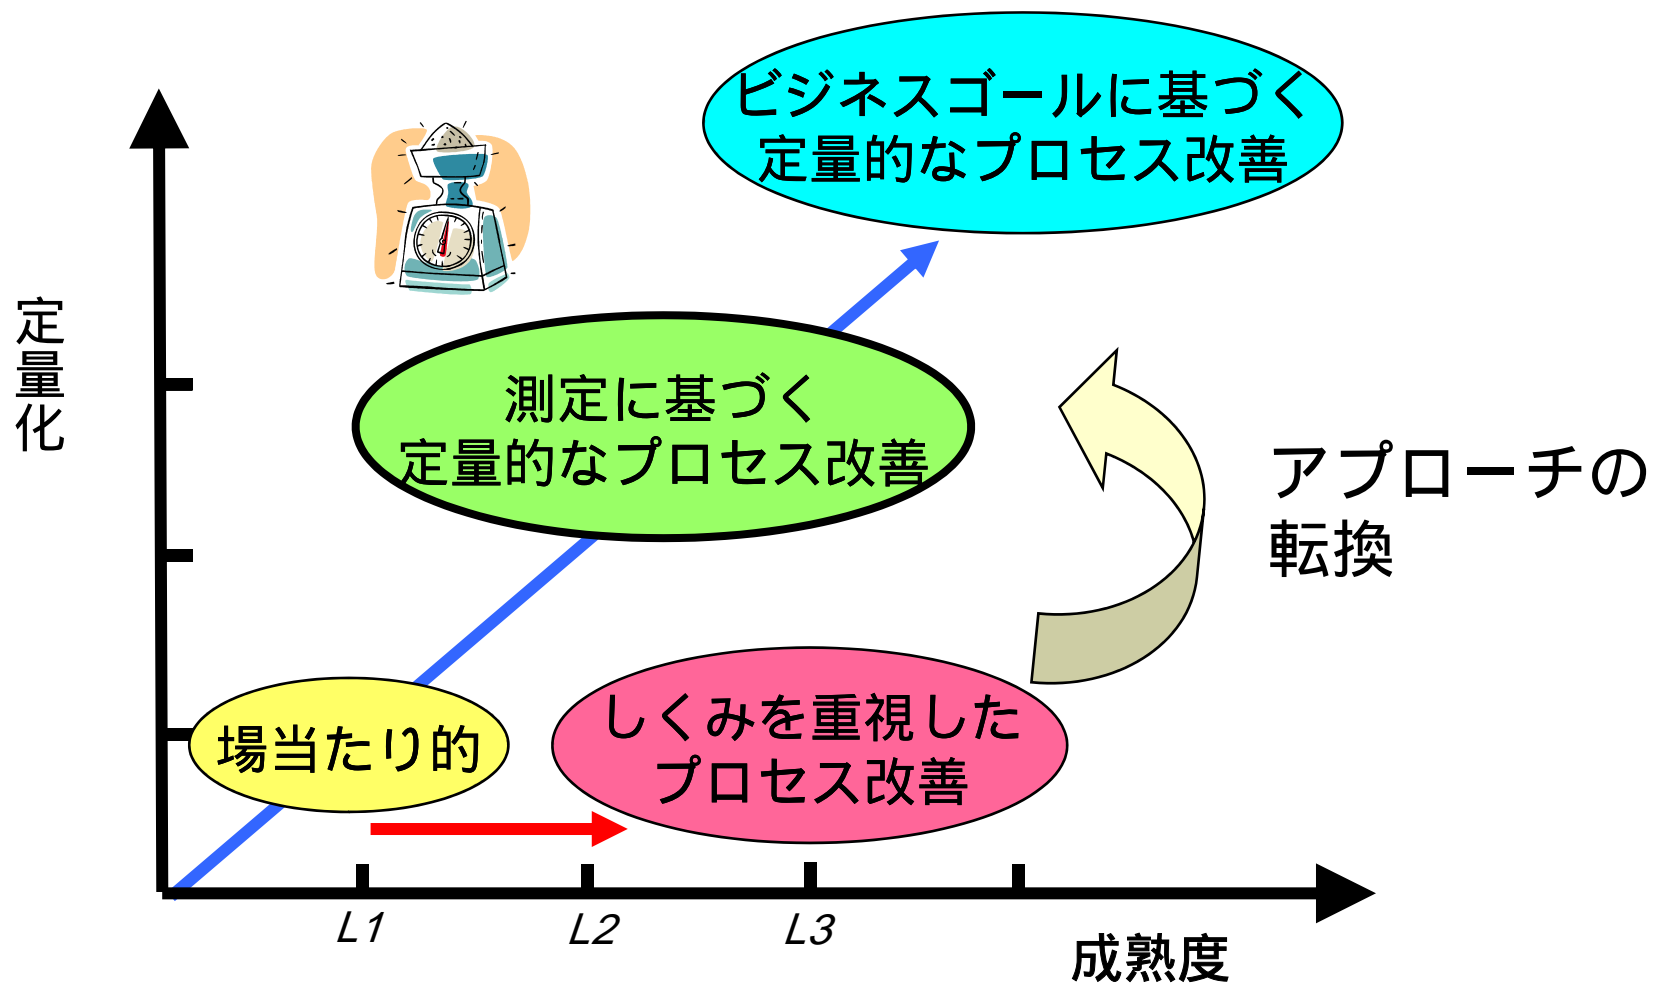 ビジネスゴールに基づく
定量的なプロセス改善
定量化
測定に基づく
定量的なプロセス改善
アプローチの
転換
しくみを重視した
プロセス改善
場当たり的
L1
L2
L3
成熟度